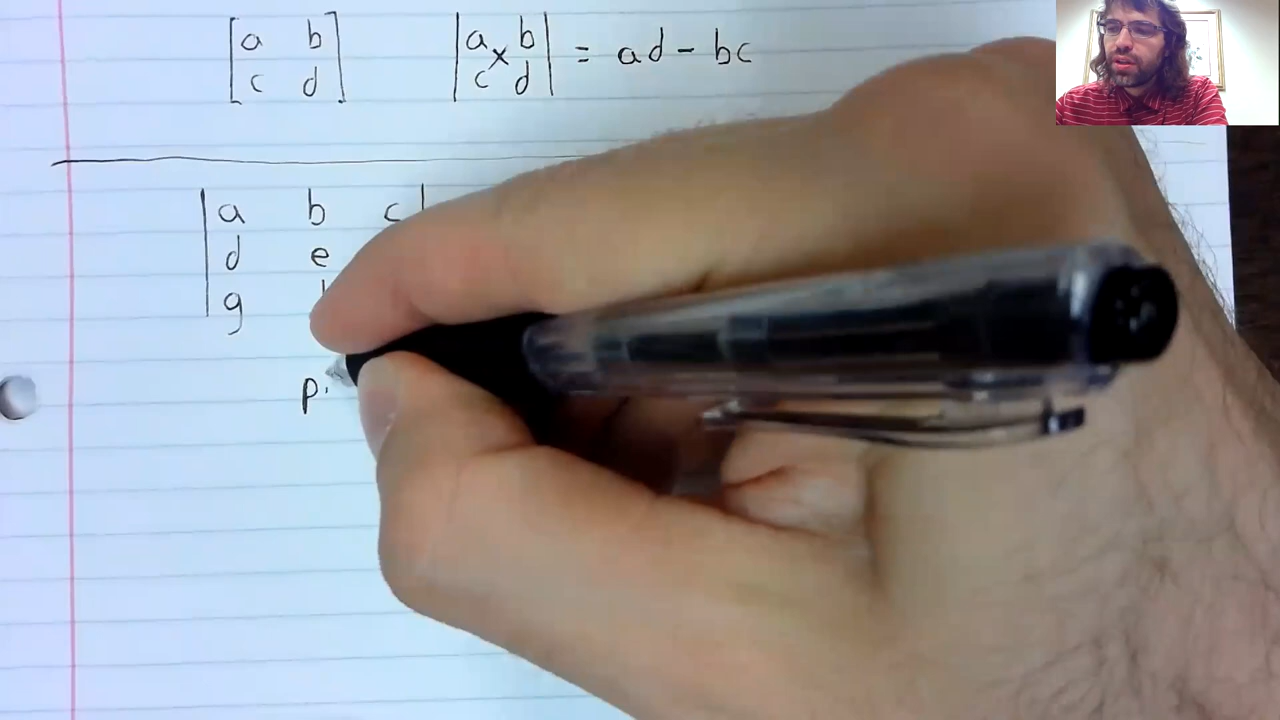 [a b]
[c d] |a b|
|c d| = ad - bc
|a b c|
|d e
|g
p